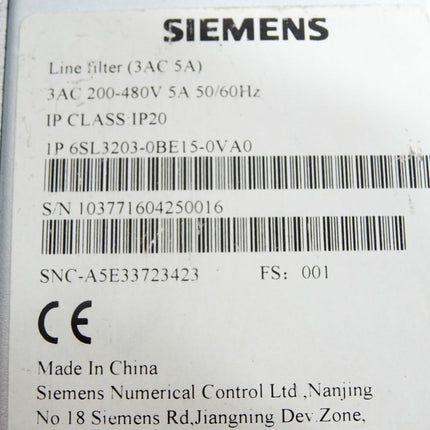 SIEMENS
Line filter (3AC 5A)
3AC 200-480V 5A 50/60Hz
IP CLASS IP20
1P 6SL3203-0BE15-0VA0
S/N 103771604250016
SNC-A5E33723423 FS: 001
CE
Made In China
Siemens Numerical Control Ltd ,Nanjing
No 18 Siemens Rd,Jiangning Dev.Zone,